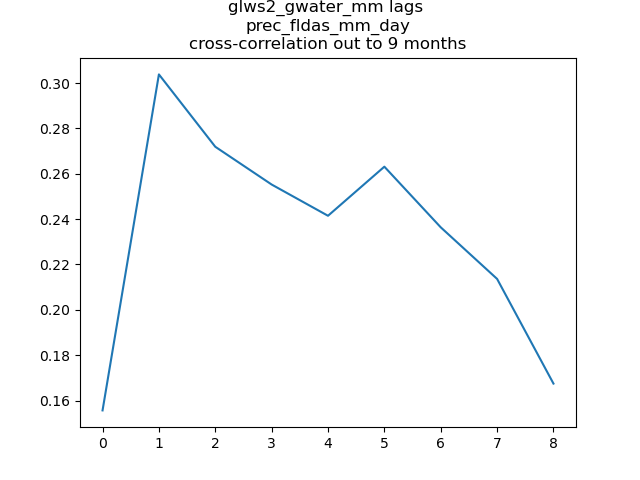 glws2_gwater_mm lags
prec_fldas_mm_day
cross-correlation out to 9 months
0.30
0.28
0.26
0.24
0.22
0.20
0.18
0.16
0 1 2 3 4 5 6 7 8